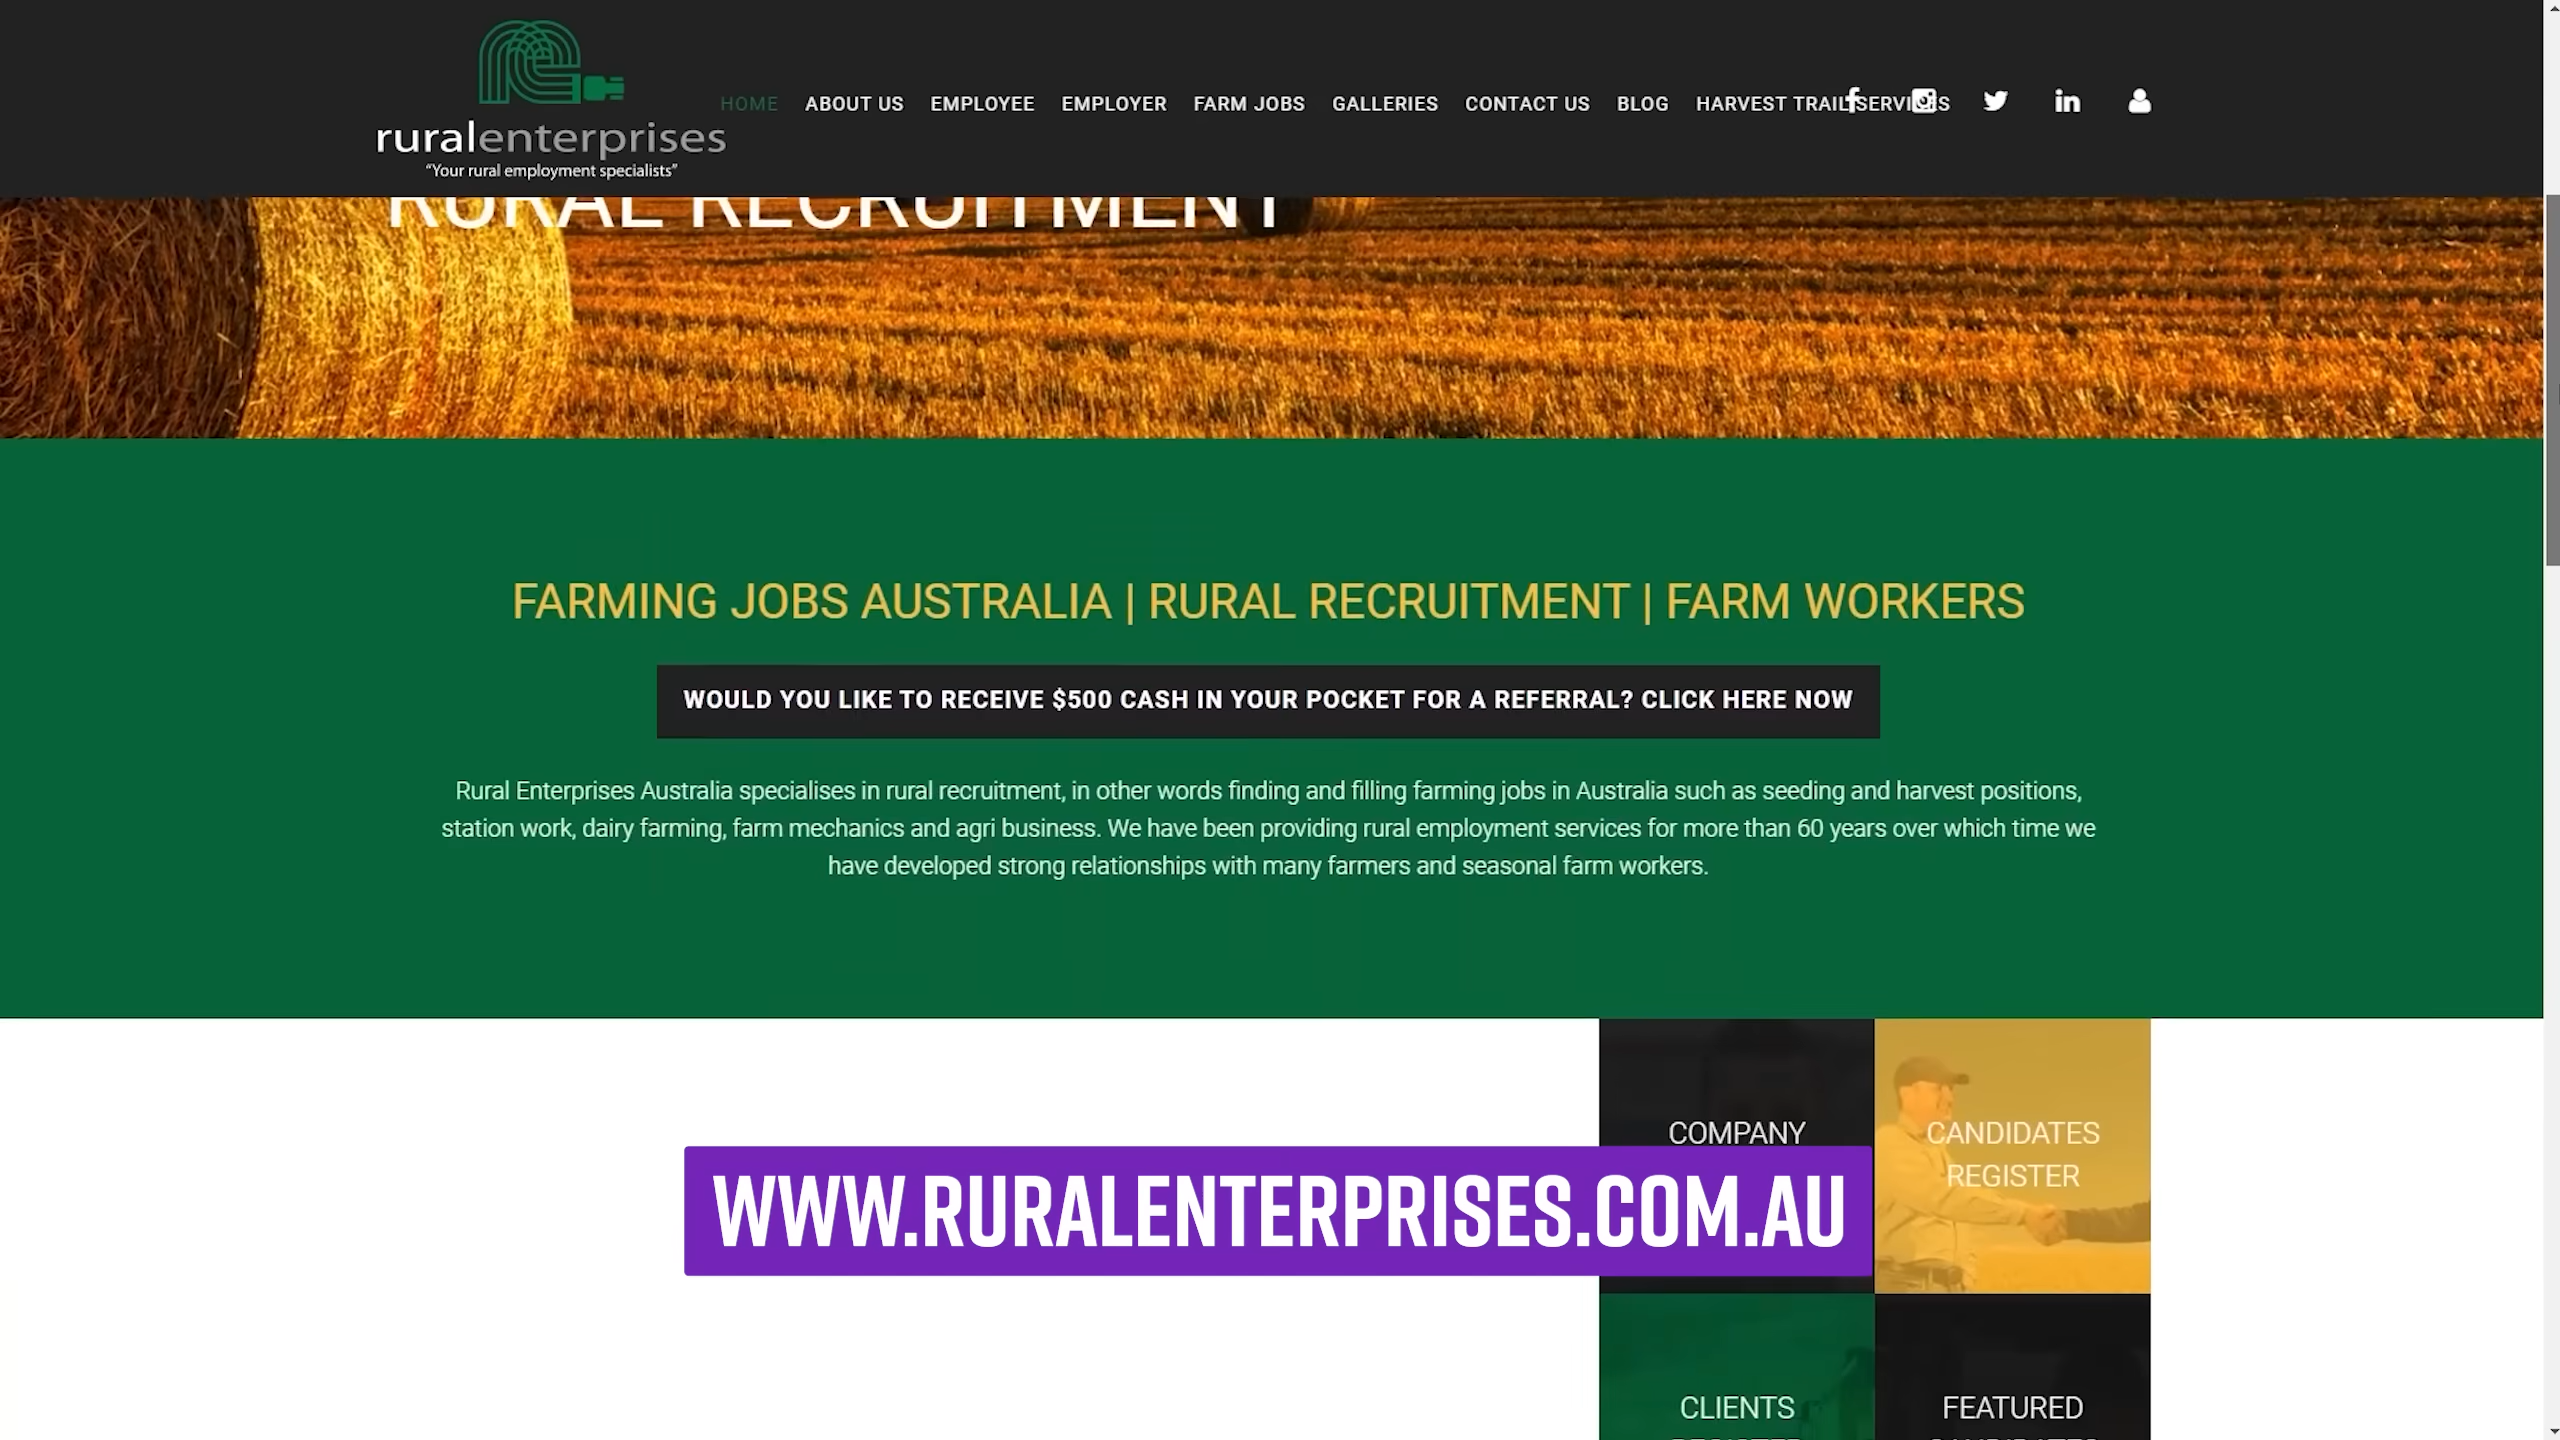 ruralenterprises
“Your rural employment specialists”
HOME ABOUT US EMPLOYEE EMPLOYER FARM JOBS GALLERIES CONTACT US BLOG HARVEST TRAIL SERVICES
RURAL RECRUITMENT
FARMING JOBS AUSTRALIA | RURAL RECRUITMENT | FARM WORKERS
WOULD YOU LIKE TO RECEIVE $500 CASH IN YOUR POCKET FOR A REFERRAL? CLICK HERE NOW
Rural Enterprises Australia specialises in rural recruitment, in other words finding and filling farming jobs in Australia such as seeding and harvest positions,
station work, dairy farming, farm mechanics and agri business. We have been providing rural employment services for more than 60 years over which time we
have developed strong relationships with many farmers and seasonal farm workers.
COMPANY
CANDIDATES
REGISTER
WWW.RURALENTERPRISES.COM.AU
CLIENTS
FEATURED